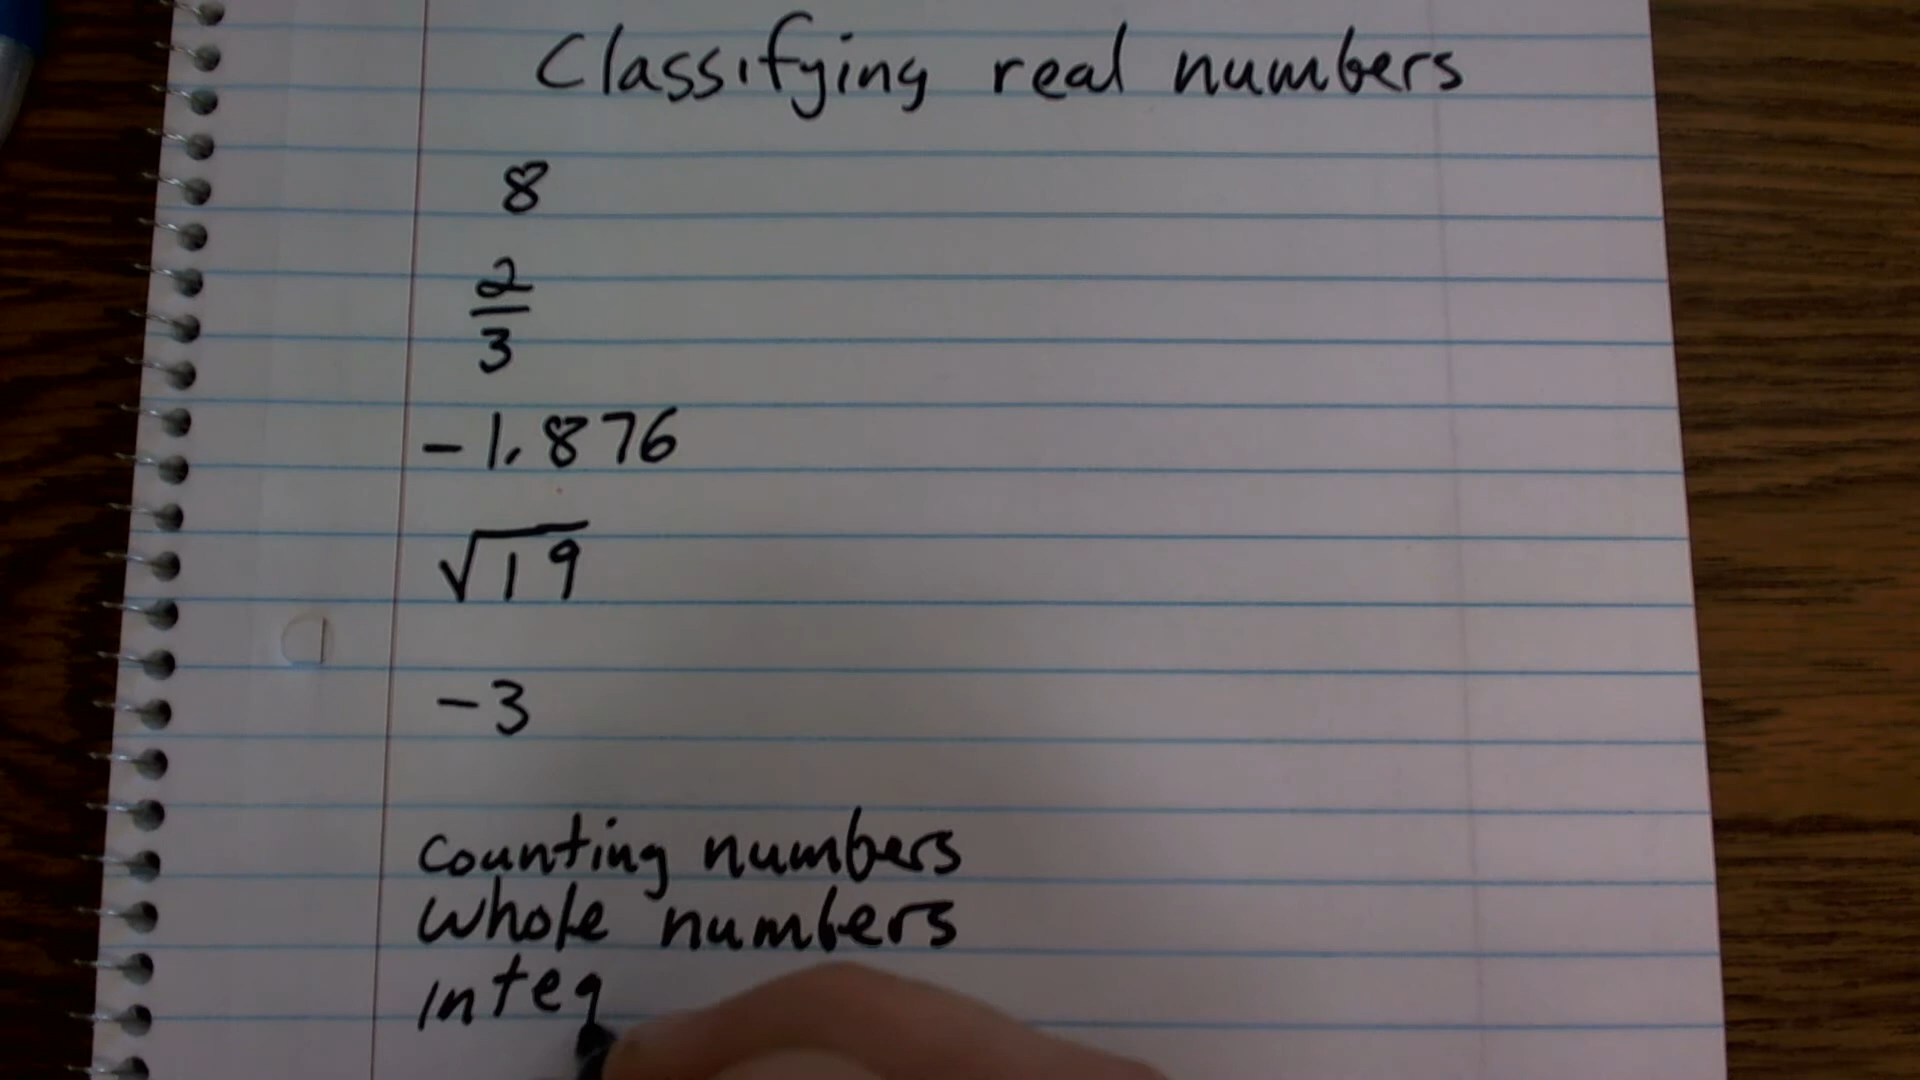 Classifying real numbers
8
2
3
-1.876
√19
-3
counting numbers
whole numbers
integ